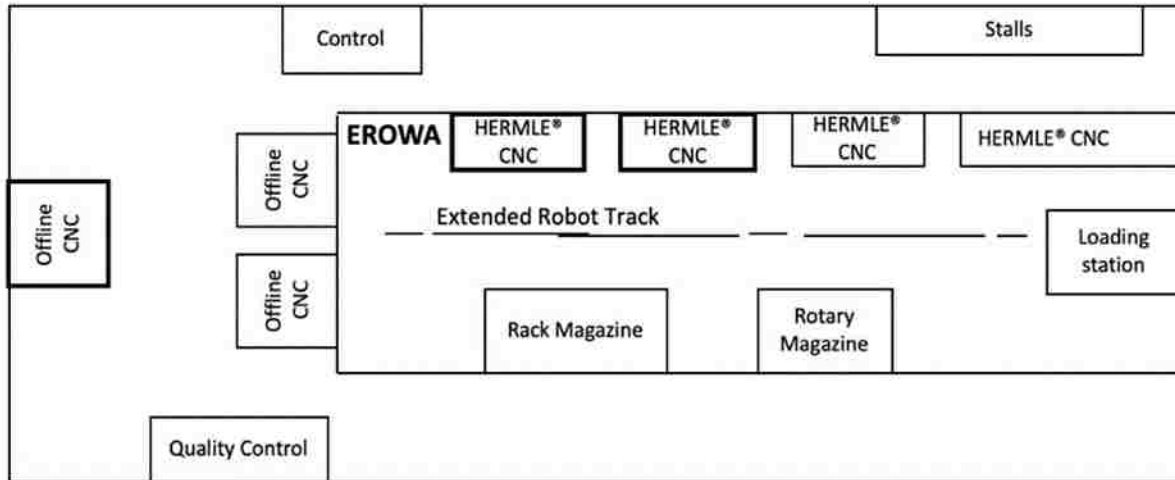 Control
Stalls
EROWA
HERMLE®
CNC
HERMLE®
CNC
HERMLE®
CNC
HERMLE® CNC
Offline
CNC
Offline
CNC
Offline
CNC
Extended Robot Track
Loading
station
Rack Magazine
Rotary
Magazine
Quality Control